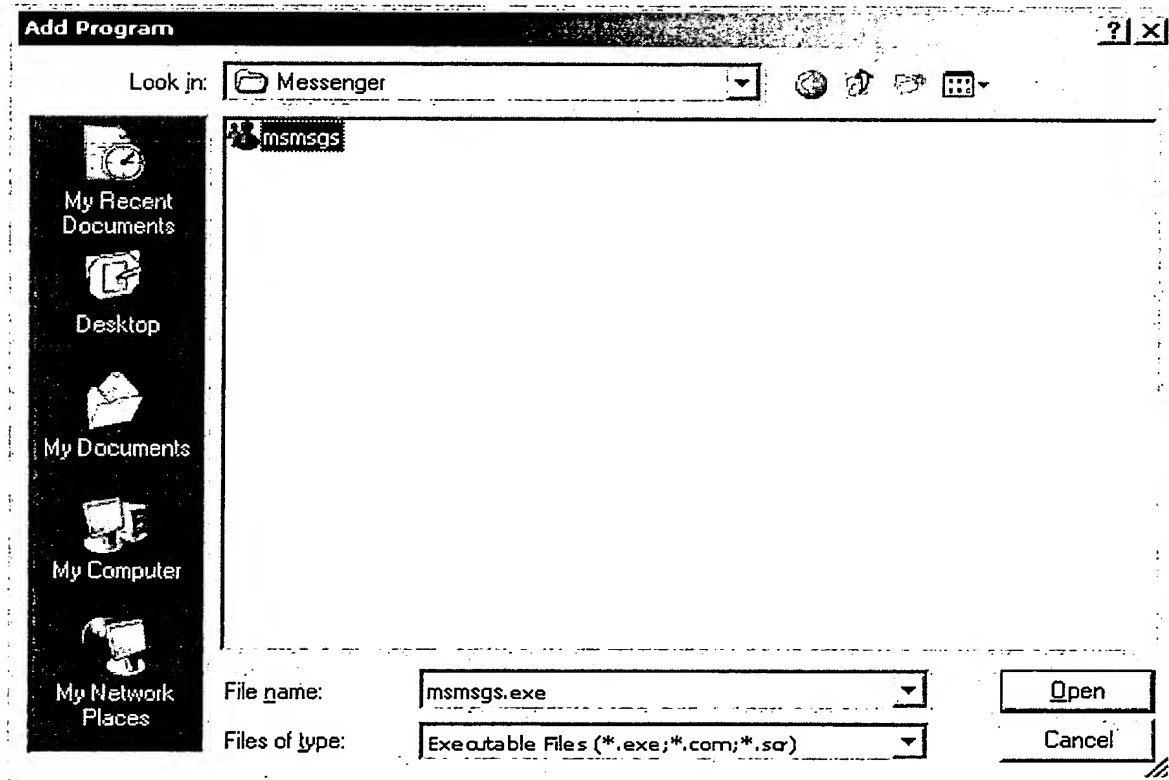 Add Program
Look in:
Messenger
msmsgs
My Recent
Documents
Desktop
My Documents
My Computer
My Network
Places
File name:
msmsgs.exe
Open
Files of type:
Executable Files (*.exe;*.com;*.scr)
Cancel